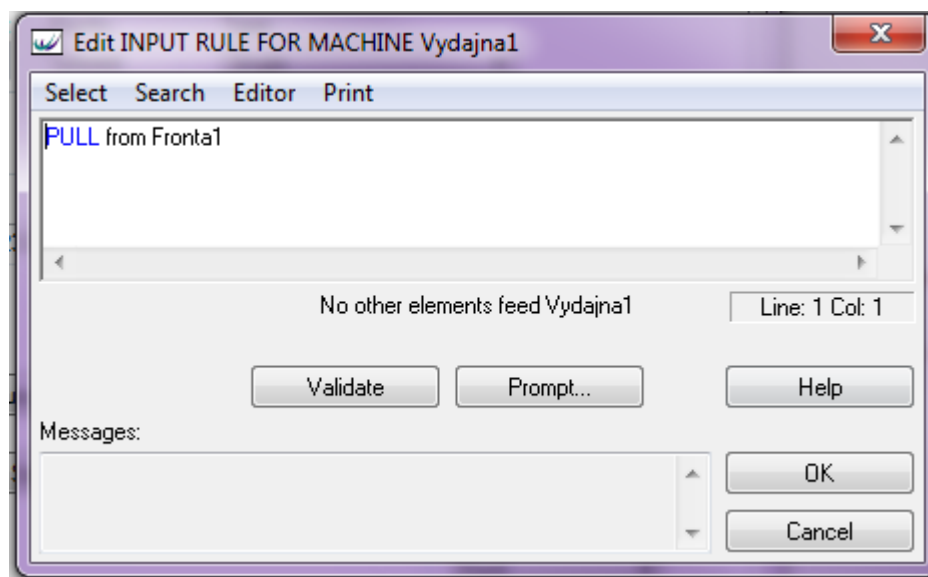 Edit INPUT RULE FOR MACHINE Vydajna1
Select Search Editor Print
PULL from Fronta1
No other elements feed Vydajna1
Line: 1 Col: 1
Validate Prompt... Help
Messages:
OK
Cancel